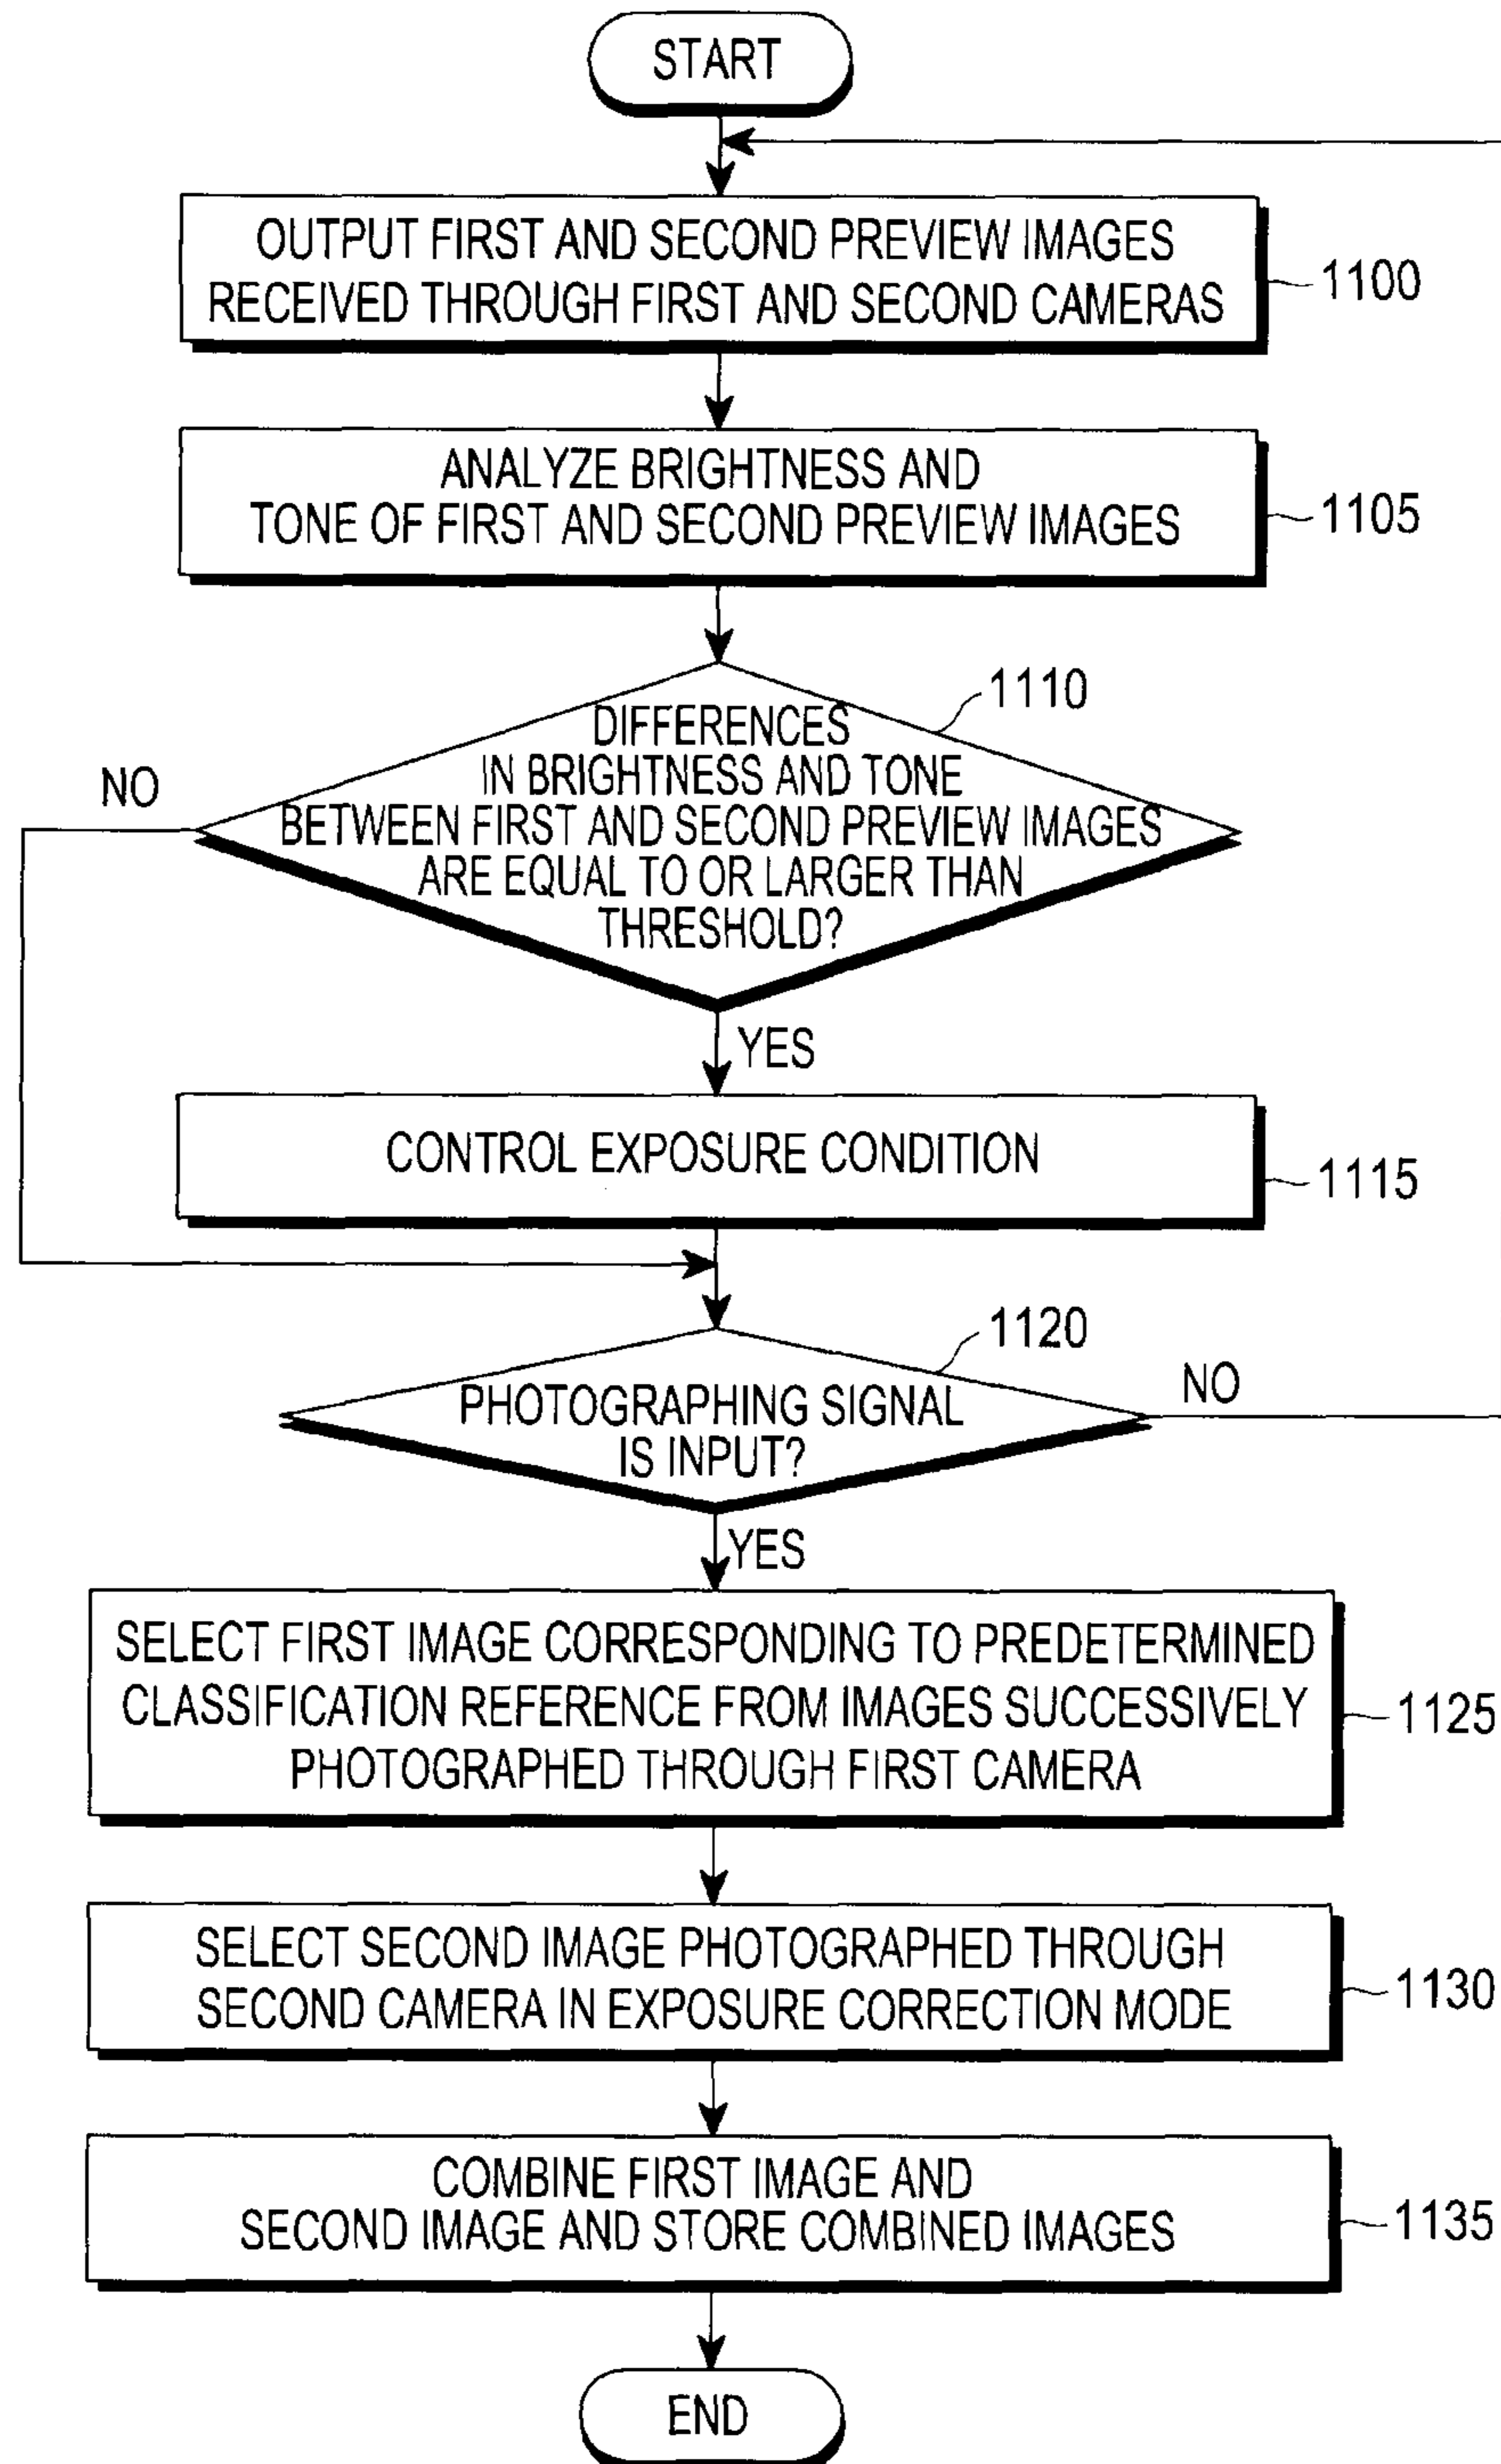 START
OUTPUT FIRST AND SECOND PREVIEW IMAGES
RECEIVED THROUGH FIRST AND SECOND CAMERAS
1100
ANALYZE BRIGHTNESS AND
TONE OF FIRST AND SECOND PREVIEW IMAGES
1105
1110
DIFFERENCES
IN BRIGHTNESS AND TONE
BETWEEN FIRST AND SECOND PREVIEW IMAGES
ARE EQUAL TO OR LARGER THAN
THRESHOLD?
NO
YES
CONTROL EXPOSURE CONDITION
1115
1120
PHOTOGRAPHING SIGNAL
IS INPUT?
NO
YES
SELECT FIRST IMAGE CORRESPONDING TO PREDETERMINED
CLASSIFICATION REFERENCE FROM IMAGES SUCCESSIVELY
PHOTOGRAPHED THROUGH FIRST CAMERA
1125
SELECT SECOND IMAGE PHOTOGRAPHED THROUGH
SECOND CAMERA IN EXPOSURE CORRECTION MODE
1130
COMBINE FIRST IMAGE AND
SECOND IMAGE AND STORE COMBINED IMAGES
1135
END